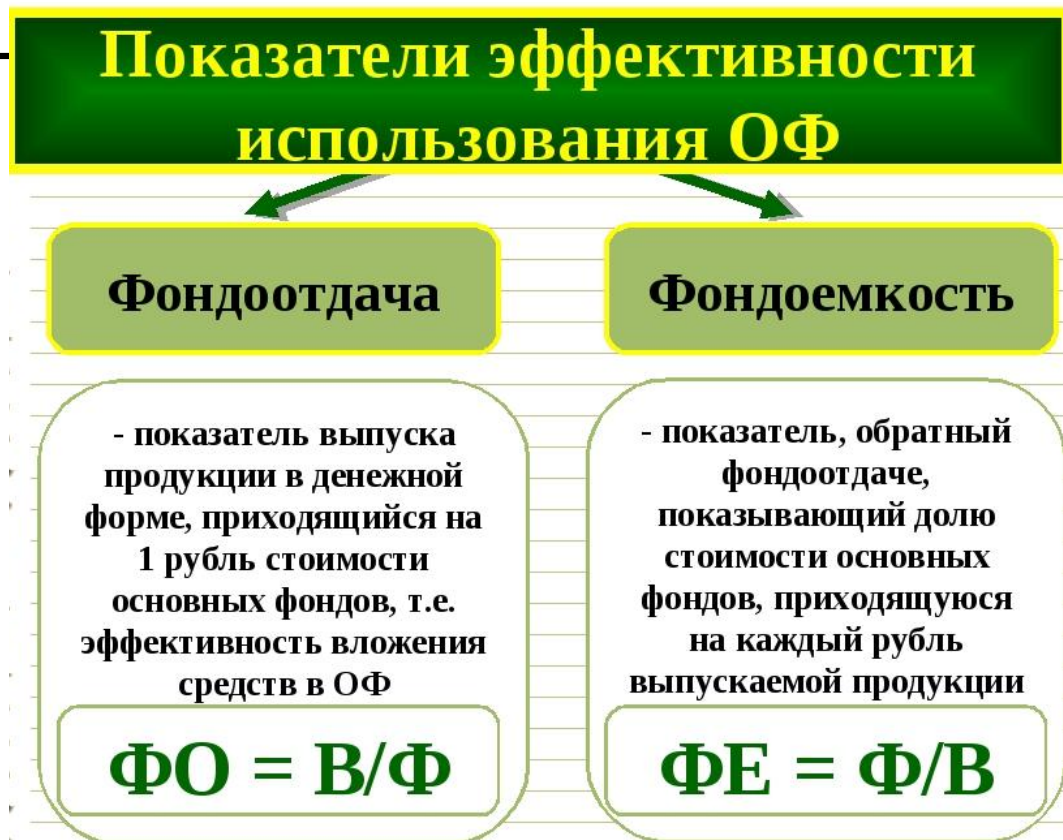 Показатели эффективности
использования ОФ
Фондоотдача
- показатель выпуска
продукции в денежной
форме, приходящийся на
1 рубль стоимости
основных фондов, т.е.
эффективность вложения
средств в ОФ
ФО = В/Ф
Фондоемкость
- показатель, обратный
фондоотдаче,
показывающий долю
стоимости основных
фондов, приходящуюся
на каждый рубль
выпускаемой продукции
ФЕ = Ф/В